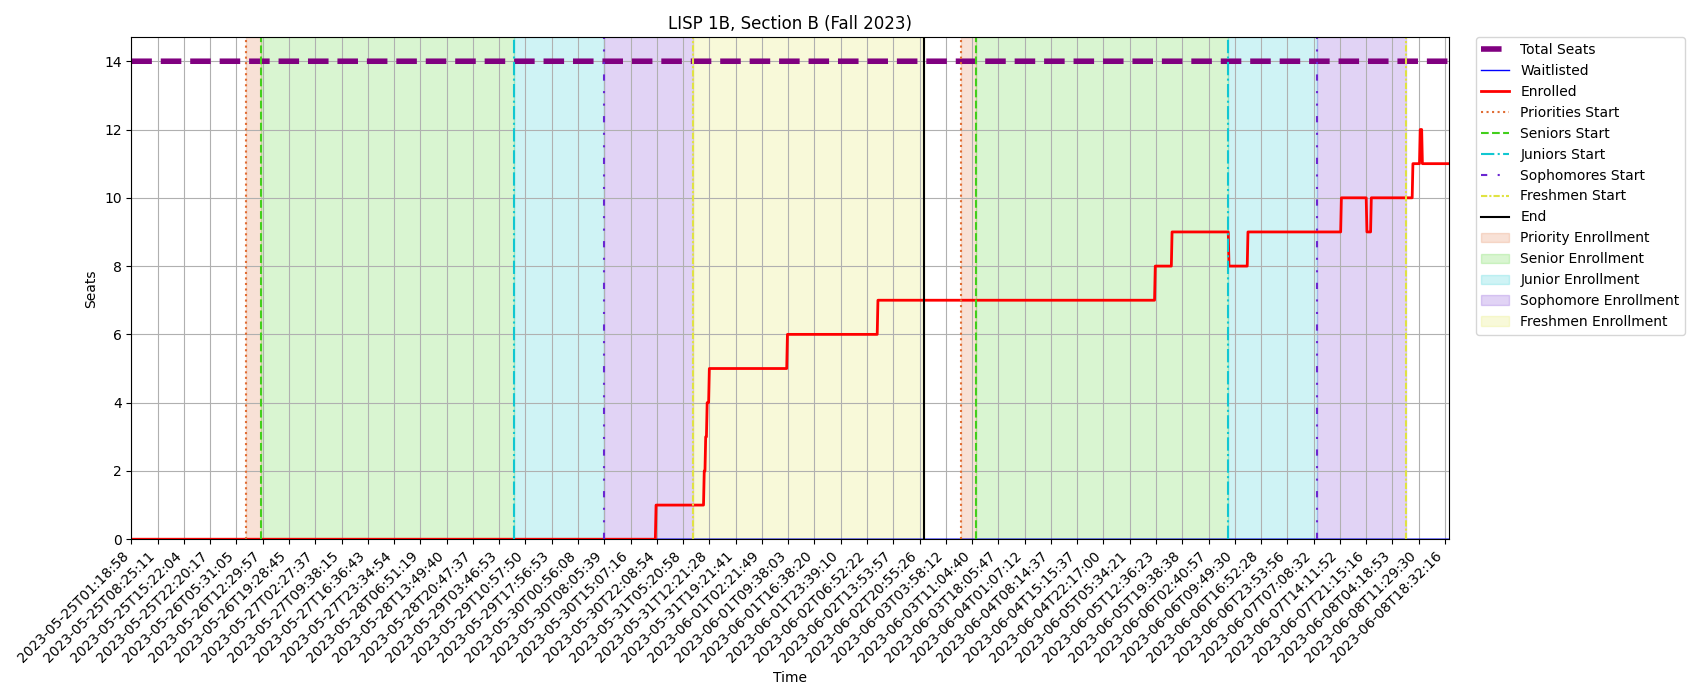 LISP 1B, Section B (Fall 2023)
Seats
14
12
10
8
6
4
2
0
2023-05-25T01:18:58
2023-05-25T08:25:11
2023-05-25T15:22:04
2023-05-25T22:20:17
2023-05-26T05:31:05
2023-05-26T12:29:57
2023-05-26T19:28:45
2023-05-27T02:27:37
2023-05-27T09:38:15
2023-05-27T16:36:43
2023-05-27T23:34:54
2023-05-28T06:51:19
2023-05-28T13:49:40
2023-05-28T20:47:37
2023-05-29T03:46:53
2023-05-29T10:57:50
2023-05-29T17:56:53
2023-05-30T00:56:08
2023-05-30T08:05:39
2023-05-30T15:07:16
2023-05-30T22:08:54
2023-05-31T05:20:58
2023-05-31T12:21:28
2023-05-31T19:21:41
2023-06-01T02:21:49
2023-06-01T09:38:03
2023-06-01T16:38:20
2023-06-01T23:39:10
2023-06-02T06:52:22
2023-06-02T13:53:57
2023-06-02T20:55:26
2023-06-03T03:58:12
2023-06-03T11:04:40
2023-06-03T18:05:47
2023-06-04T01:07:12
2023-06-04T08:14:37
2023-06-04T15:15:37
2023-06-04T22:17:00
2023-06-05T05:34:21
2023-06-05T12:36:23
2023-06-05T19:38:38
2023-06-06T02:40:57
2023-06-06T09:49:30
2023-06-06T16:52:28
2023-06-06T23:53:56
2023-06-07T07:08:32
2023-06-07T14:11:52
2023-06-07T21:15:16
2023-06-08T04:18:53
2023-06-08T11:29:30
2023-06-08T18:32:16
Time
Total Seats
Waitlisted
Enrolled
Priorities Start
Seniors Start
Juniors Start
Sophomores Start
Freshmen Start
End
Priority Enrollment
Senior Enrollment
Junior Enrollment
Sophomore Enrollment
Freshmen Enrollment